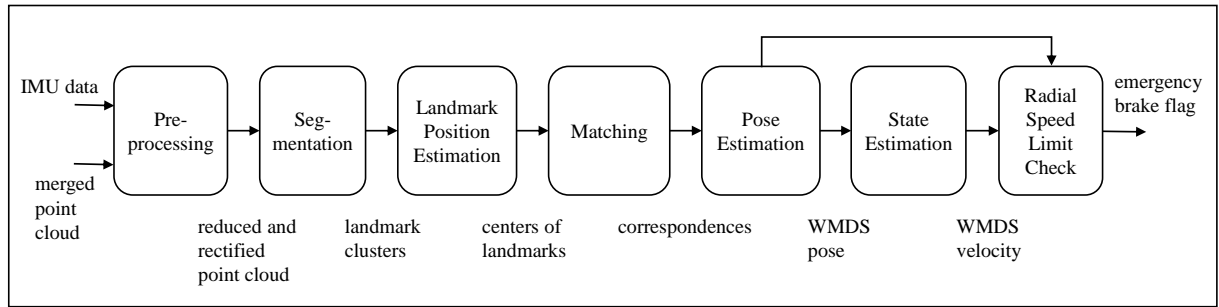 IMU data
merged
point
cloud
Pre-
processing
reduced and
rectified
point cloud
Seg-
mentation
landmark
clusters
Landmark
Position
Estimation
centers of
landmarks
Matching
correspondences
Pose
Estimation
WMDS
pose
State
Estimation
WMDS
velocity
Radial
Speed
Limit
Check
emergency
brake flag